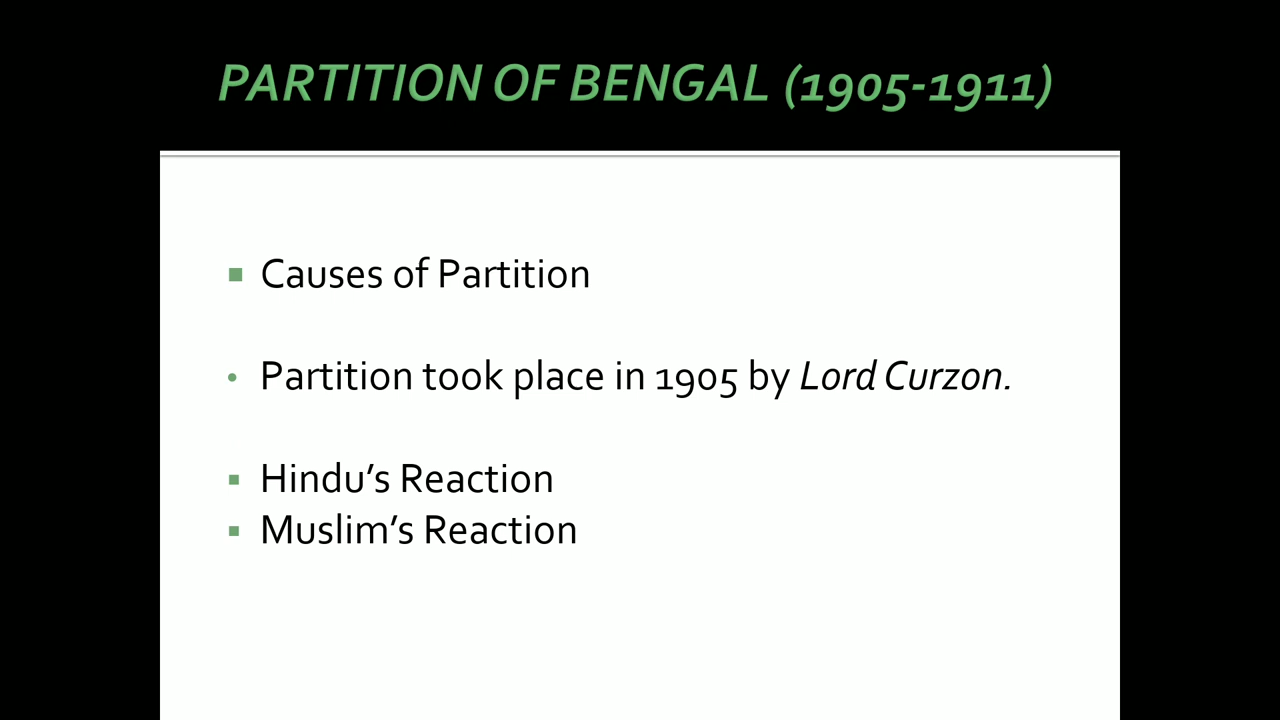 PARTITION OF BENGAL (1905-1911)
Causes of Partition
Partition took place in 1905 by Lord Curzon.
Hindu’s Reaction
Muslim’s Reaction